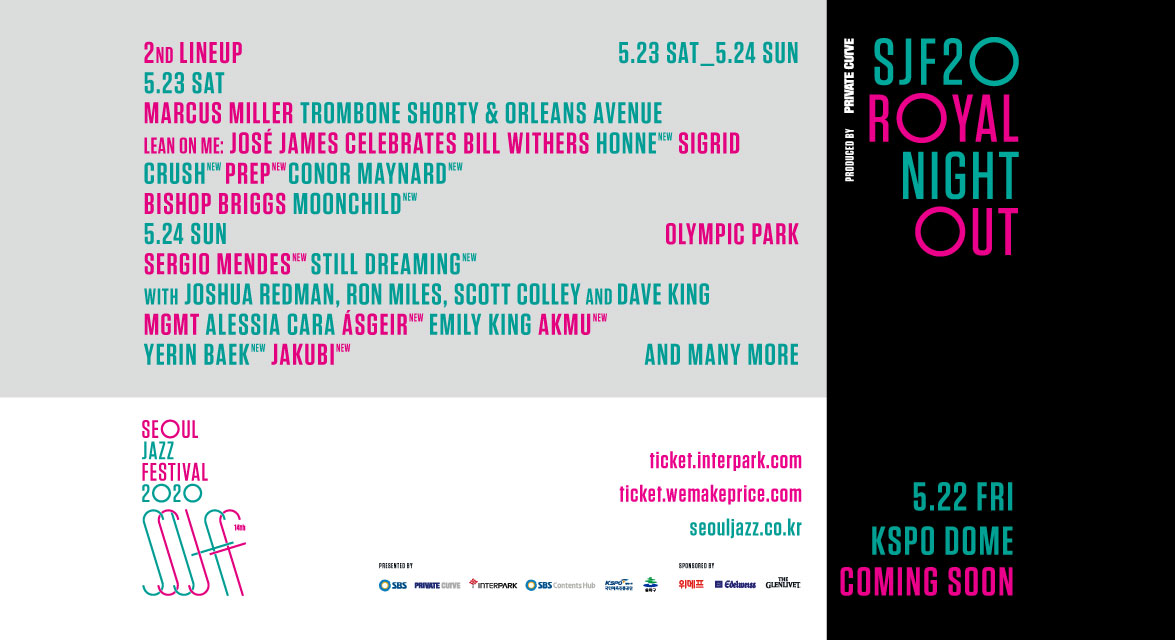 2ND LINEUP
5.23 SAT_5.24 SUN
5.23 SAT
MARCUS MILLER TROMBONE SHORTY & ORLEANS AVENUE
LEAN ON ME: JOSÉ JAMES CELEBRATES BILL WITHERS HONNE NEW SIGRID
CRUSH NEW PREP NEW CONOR MAYNARD NEW
BISHOP BRIGGS MOONCHILD NEW
5.24 SUN
OLYMPIC PARK
SERGIO MENDES NEW STILL DREAMING NEW
WITH JOSHUA REDMAN, RON MILES, SCOTT COLLEY AND DAVE KING
MGMT ALESSIA CARA ÁSGEIR NEW EMILY KING AKMU NEW
YERIN BAEK NEW JAKUBI NEW
AND MANY MORE
SEOUL
JAZZ
FESTIVAL
2020
14th
ticket.interpark.com
ticket.wemakeprice.com
seouljazz.co.kr
PRESENTED BY
SBS PRIVATE CURVE INTERPARK SBS Contents Hub KSPO
SPONSORED BY
위메프 Edelweiss THE GLENLIVET
PRODUCED BY PRIVATE CURVE
SJF20
ROYAL
NIGHT
OUT
5.22 FRI
KSPO DOME
COMING SOON